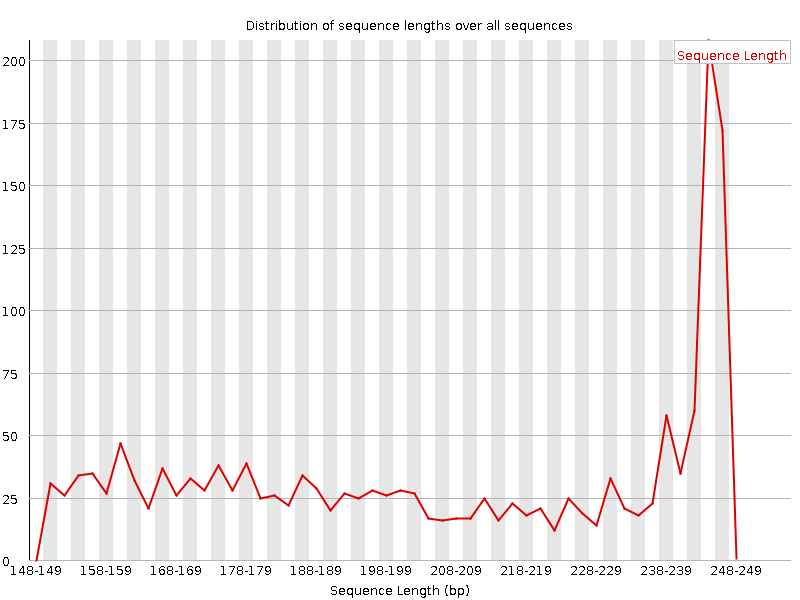 Distribution of sequence lengths over all sequences
Sequence Length
200
175
150
125
100
75
50
25
0
148-149 158-159 168-169 178-179 188-189 198-199 208-209 218-219 228-229 238-239 248-249
Sequence Length (bp)